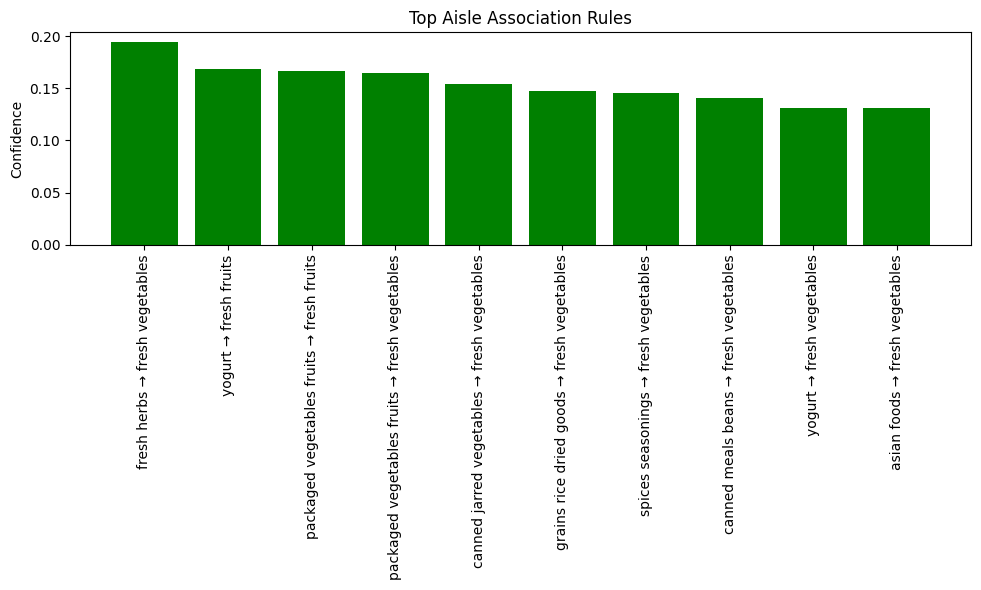 Top Aisle Association Rules
Confidence
0.20
0.15
0.10
0.05
0.00
fresh herbs → fresh vegetables
yogurt → fresh fruits
packaged vegetables fruits → fresh fruits
packaged vegetables fruits → fresh vegetables
canned jarred vegetables → fresh vegetables
grains rice dried goods → fresh vegetables
spices seasonings → fresh vegetables
canned meals beans → fresh vegetables
yogurt → fresh vegetables
asian foods → fresh vegetables